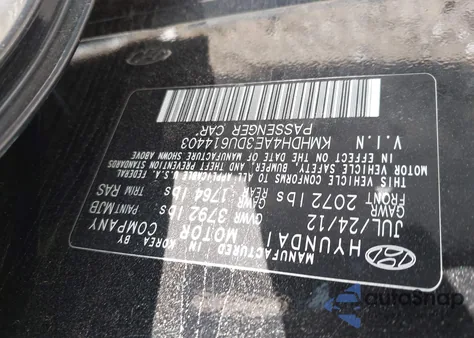 MANUFACTURED IN KOREA BY
HYUNDAI MOTOR COMPANY
JUL/24/12 GVWR 3792 lbs PAINT MJB
GAWR FRONT 2072 lbs GAWR REAR 1764 lbs TRIM RAS
THIS VEHICLE CONFORMS TO ALL APPLICABLE U.S.A. FEDERAL
MOTOR VEHICLE SAFETY, BUMPER, AND THEFT PREVENTION STANDARDS
IN EFFECT ON THE DATE OF MANUFACTURE SHOWN ABOVE
V.I.N KMHDH4AE3DU614403
PASSENGER CAR
autoSnap